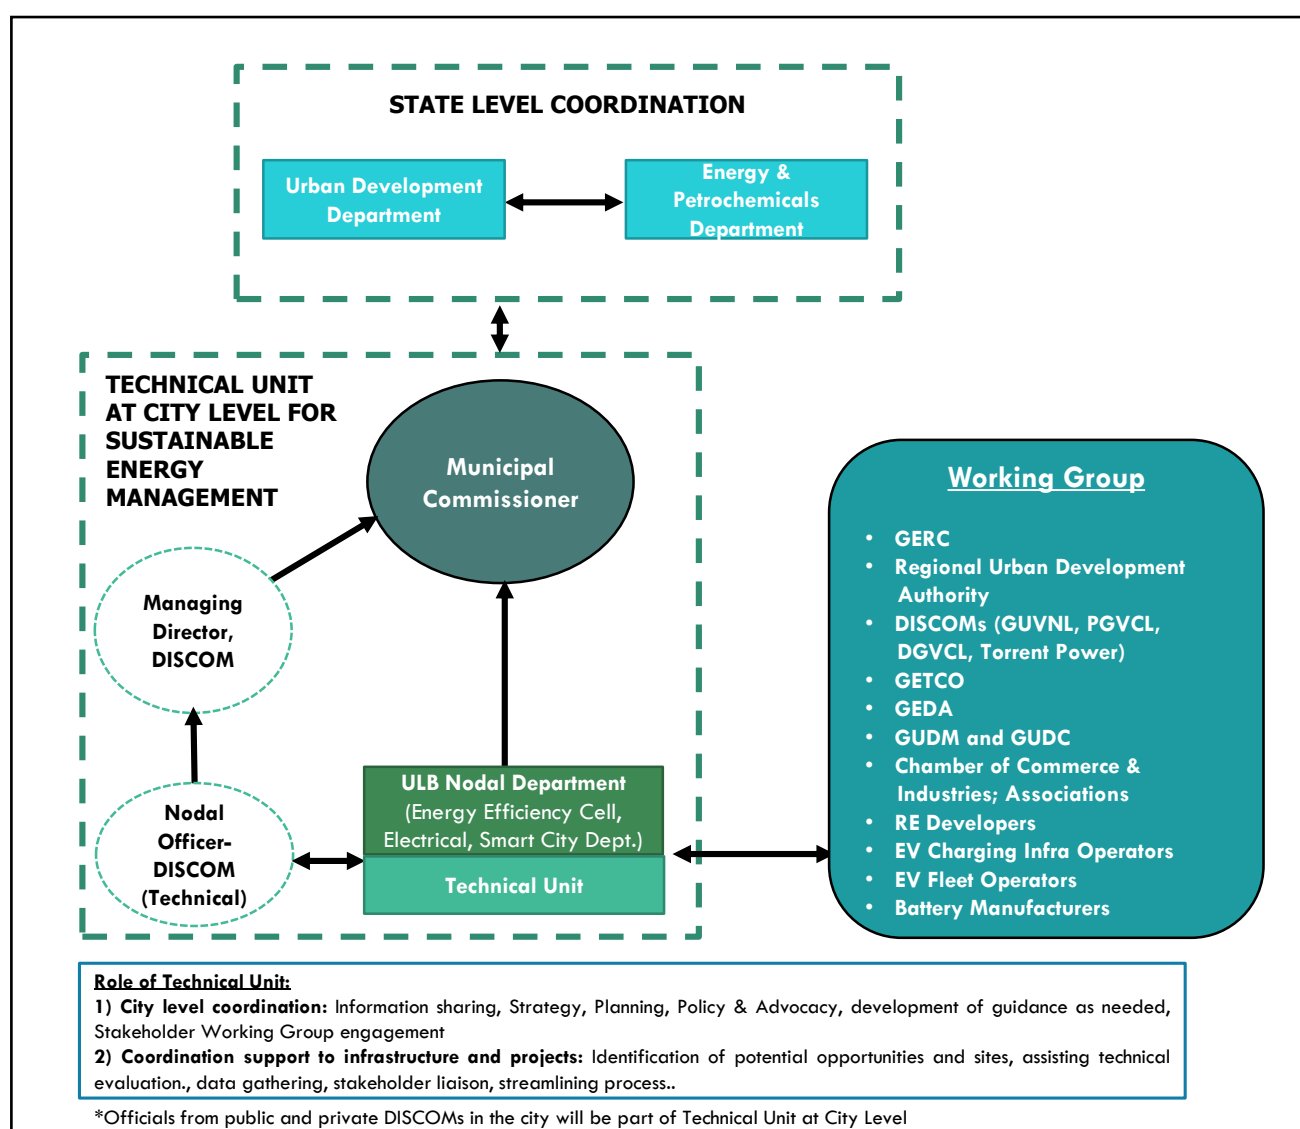 STATE LEVEL COORDINATION
Urban Development
Department
Energy &
Petrochemicals
Department
TECHNICAL UNIT
AT CITY LEVEL FOR
SUSTAINABLE
ENERGY
MANAGEMENT
Municipal
Commissioner
Managing
Director,
DISCOM
Nodal
Officer-
DISCOM
(Technical)
ULB Nodal Department
(Energy Efficiency Cell,
Electrical, Smart City Dept.)
Technical Unit
Working Group
• GERC
• Regional Urban Development
Authority
• DISCOMs (GUVNL, PGVCL,
DGVCL, Torrent Power)
• GETCO
• GEDA
• GUDM and GUDC
• Chamber of Commerce &
Industries; Associations
• RE Developers
• EV Charging Infra Operators
• EV Fleet Operators
• Battery Manufacturers
Role of Technical Unit:
1) City level coordination: Information sharing, Strategy, Planning, Policy & Advocacy, development of guidance as needed,
Stakeholder Working Group engagement
2) Coordination support to infrastructure and projects: Identification of potential opportunities and sites, assisting technical
evaluation., data gathering, stakeholder liaison, streamlining process..
*Officials from public and private DISCOMs in the city will be part of Technical Unit at City Level